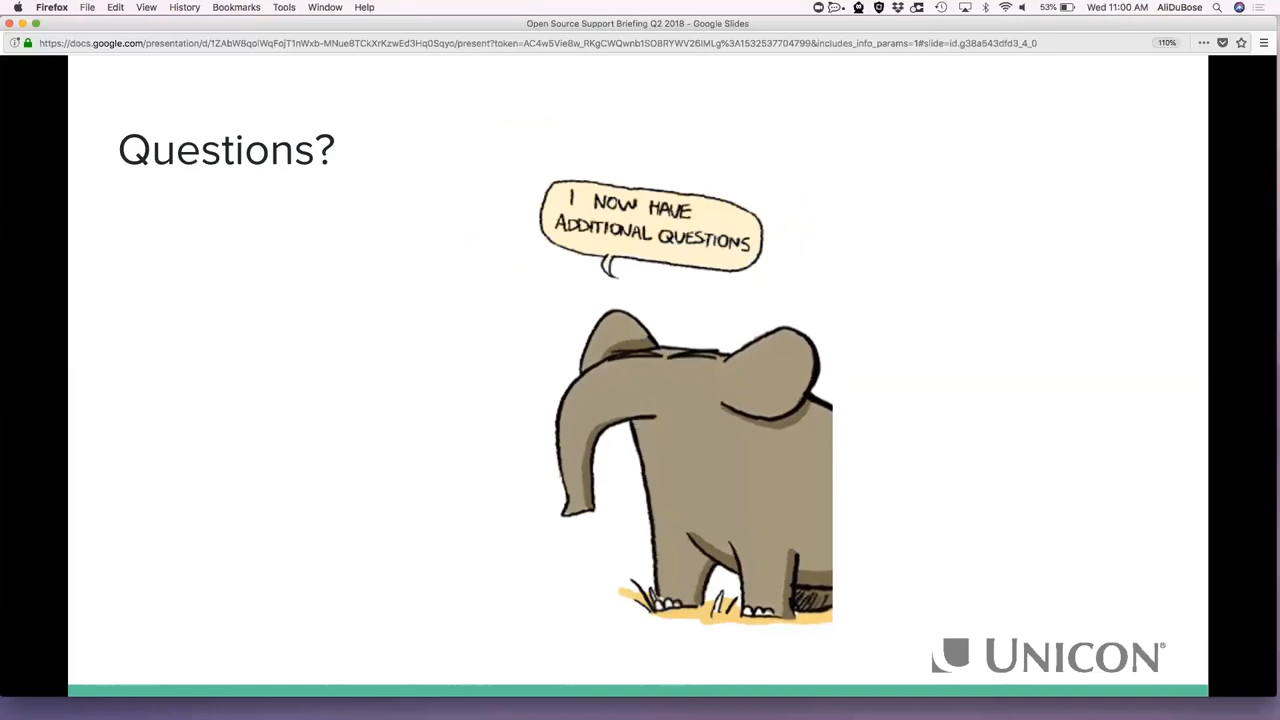 Firefox File Edit View History Bookmarks Tools Window Help 53% Wed 11:00 AM AliDuBose
Open Source Support Briefing Q2 2018 - Google Slides
110%
Questions?
I NOW HAVE
ADDITIONAL QUESTIONS
UNICON®